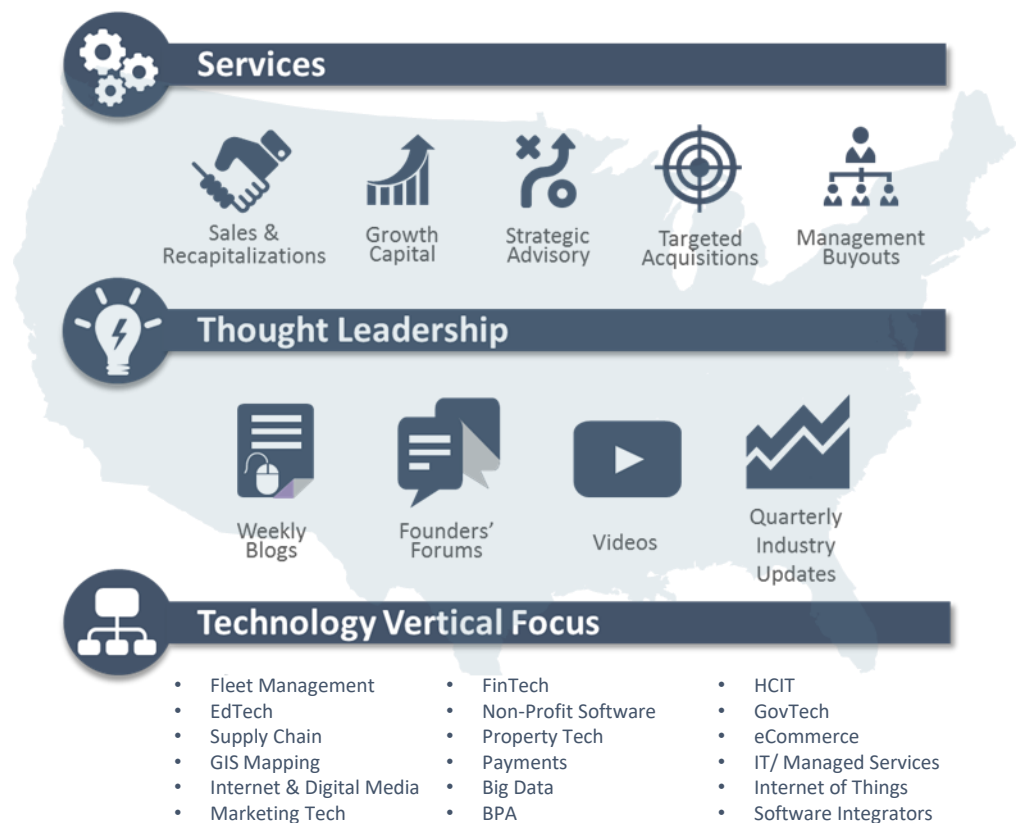 Services
Sales &
Recapitalizations
Growth
Capital
Strategic
Advisory
Targeted
Acquisitions
Management
Buyouts
Thought Leadership
Weekly
Blogs
Founders’
Forums
Videos
Quarterly
Industry
Updates
Technology Vertical Focus
• Fleet Management
• EdTech
• Supply Chain
• GIS Mapping
• Internet & Digital Media
• Marketing Tech
• FinTech
• Non-Profit Software
• Property Tech
• Payments
• Big Data
• BPA
• HCIT
• GovTech
• eCommerce
• IT/ Managed Services
• Internet of Things
• Software Integrators